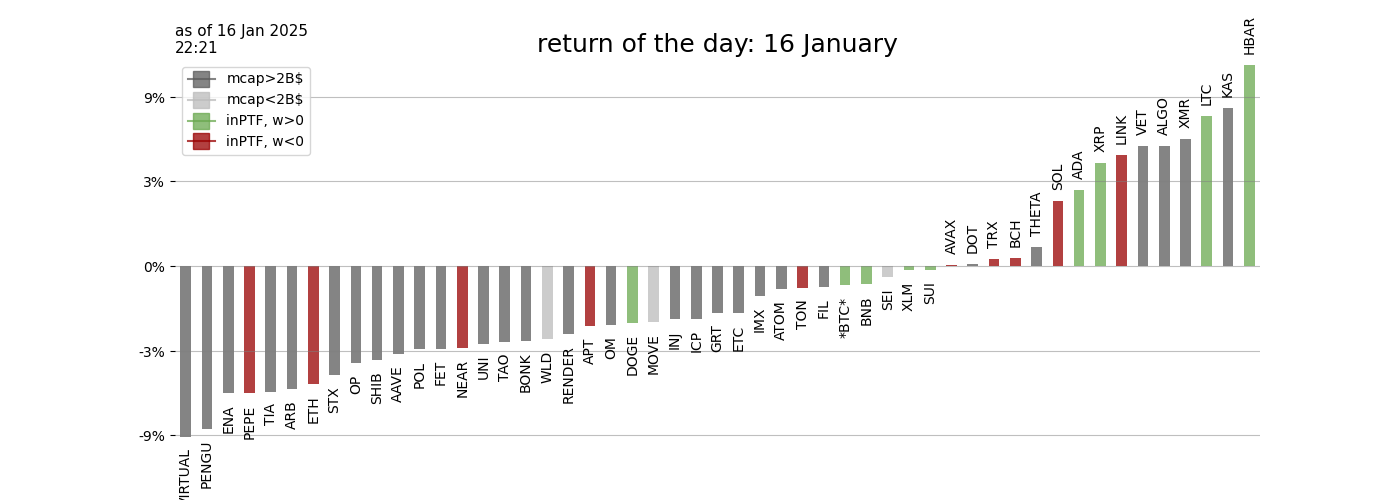 as of 16 Jan 2025
22:21
return of the day: 16 January
mcap>2B$
mcap<2B$
inPTF, w>0
inPTF, w<0
9%
3%
0%
-3%
-9%
VIRTUAL
PENGU
ENA
PEPE
TIA
ARB
ETH
STX
OP
SHIB
AAVE
POL
FET
NEAR
UNI
TAO
BONK
WLD
RENDER
APT
OM
DOGE
MOVE
INJ
ICP
GRT
ETC
IMX
ATOM
TON
FIL
*BTC*
BNB
SEI
XLM
SUI
AVAX
DOT
TRX
BCH
THETA
SOL
ADA
XRP
LINK
VET
ALGO
XMR
LTC
KAS
HBAR